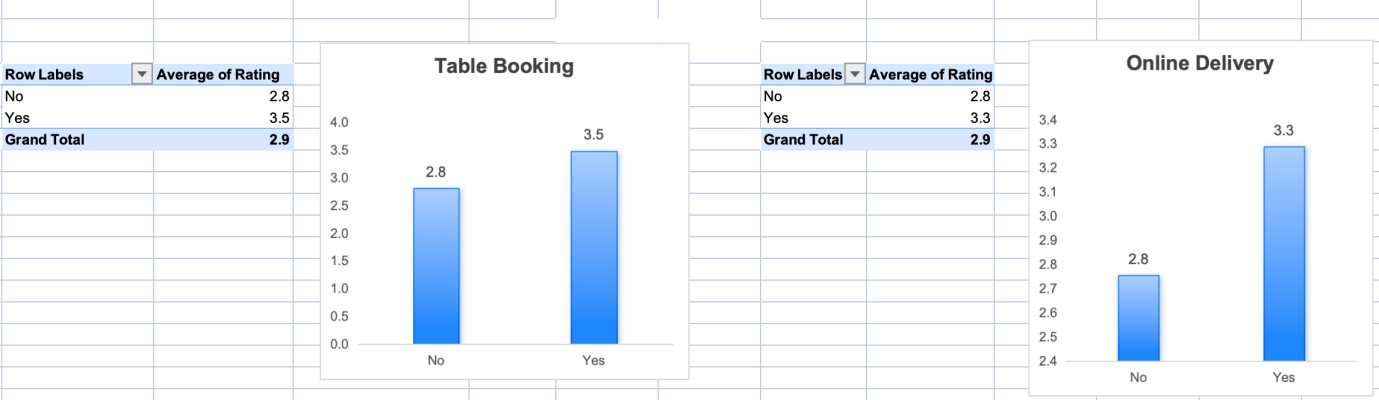 Row Labels Average of Rating
No 2.8
Yes 3.5
Grand Total 2.9
Table Booking
4.0
3.5
3.0
2.5
2.0
1.5
1.0
0.5
0.0
2.8
3.5
No Yes
Row Labels Average of Rating
No 2.8
Yes 3.3
Grand Total 2.9
Online Delivery
3.4
3.3
3.2
3.1
3.0
2.9
2.8
2.7
2.6
2.5
2.4
2.8
3.3
No Yes